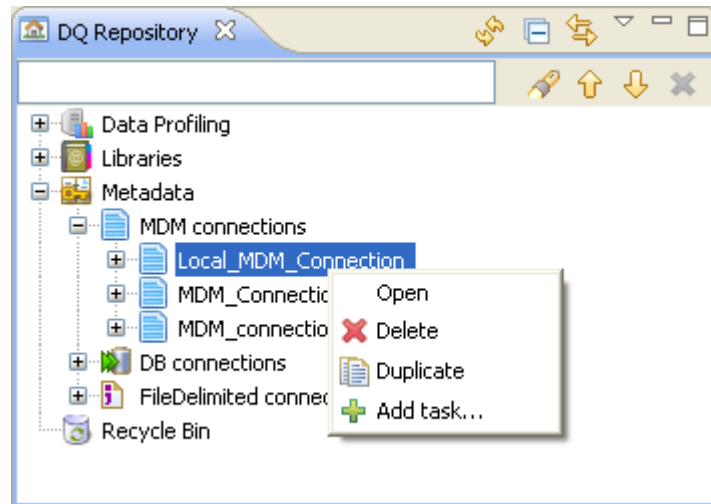 DQ Repository
Data Profiling
Libraries
Metadata
MDM connections
Local_MDM_Connection
MDM_Connectio
MDM_connectio
DB connections
FileDelimited connec
Recycle Bin
Open
Delete
Duplicate
Add task...